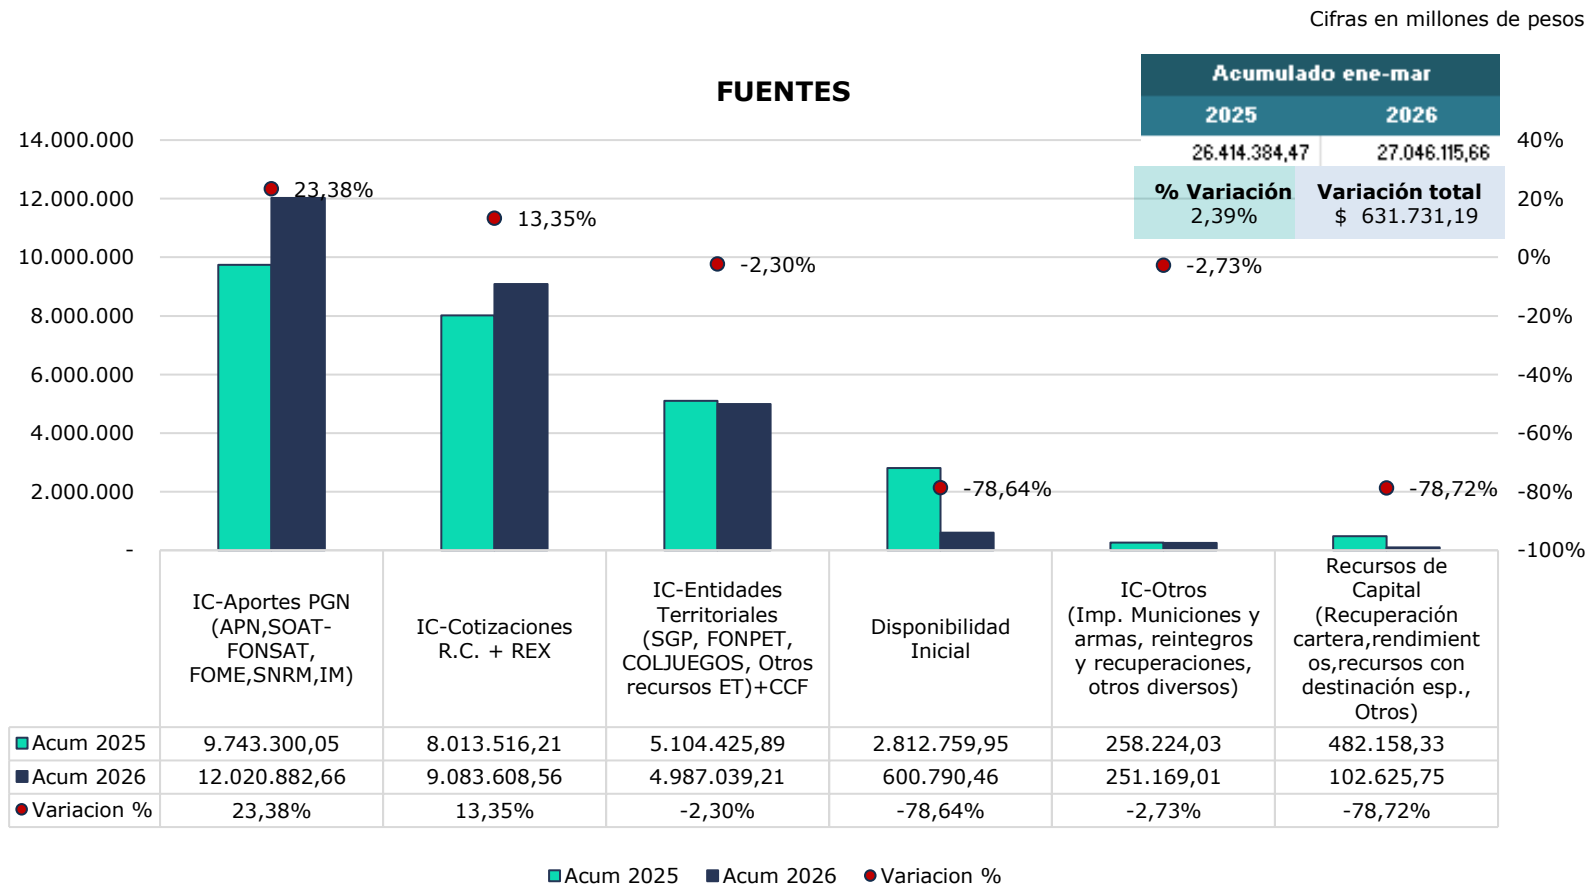 Cifras en millones de pesos
FUENTES
Acumulado ene-mar
2025 2026
26.414.384,47 27.046.115,66
% Variación Variación total
2,39% $ 631.731,19
14.000.000
12.000.000
10.000.000
8.000.000
6.000.000
4.000.000
2.000.000
-
40%
20%
0%
-20%
-40%
-60%
-80%
-100%
23,38%
13,35%
-2,30%
-78,64%
-2,73%
-78,72%
IC-Aportes PGN
(APN,SOAT-
FONSAT,
FOME,SNRM,IM)
IC-Cotizaciones
R.C. + REX
IC-Entidades
Territoriales
(SGP, FONPET,
COLJUEGOS, Otros
recursos ET)+CCF
Disponibilidad
Inicial
IC-Otros
(Imp. Municiones y
armas, reintegros
y recuperaciones,
otros diversos)
Recursos de
Capital
(Recuperación
cartera,rendimient
os,recursos con
destinación esp.,
Otros)
Acum 2025 9.743.300,05 8.013.516,21 5.104.425,89 2.812.759,95 258.224,03 482.158,33
Acum 2026 12.020.882,66 9.083.608,56 4.987.039,21 600.790,46 251.169,01 102.625,75
Variacion % 23,38% 13,35% -2,30% -78,64% -2,73% -78,72%
Acum 2025 Acum 2026 Variacion %